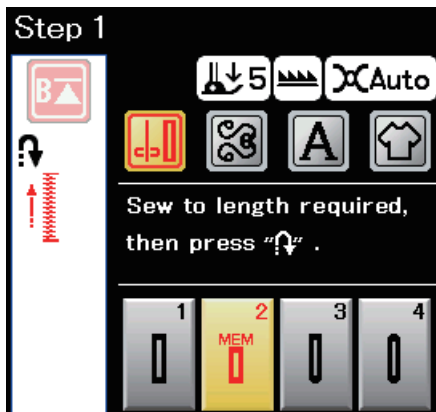 Step 1
B
5
Auto
A
Sew to length required,
then press “ ” .
1
2
3
4
MEM